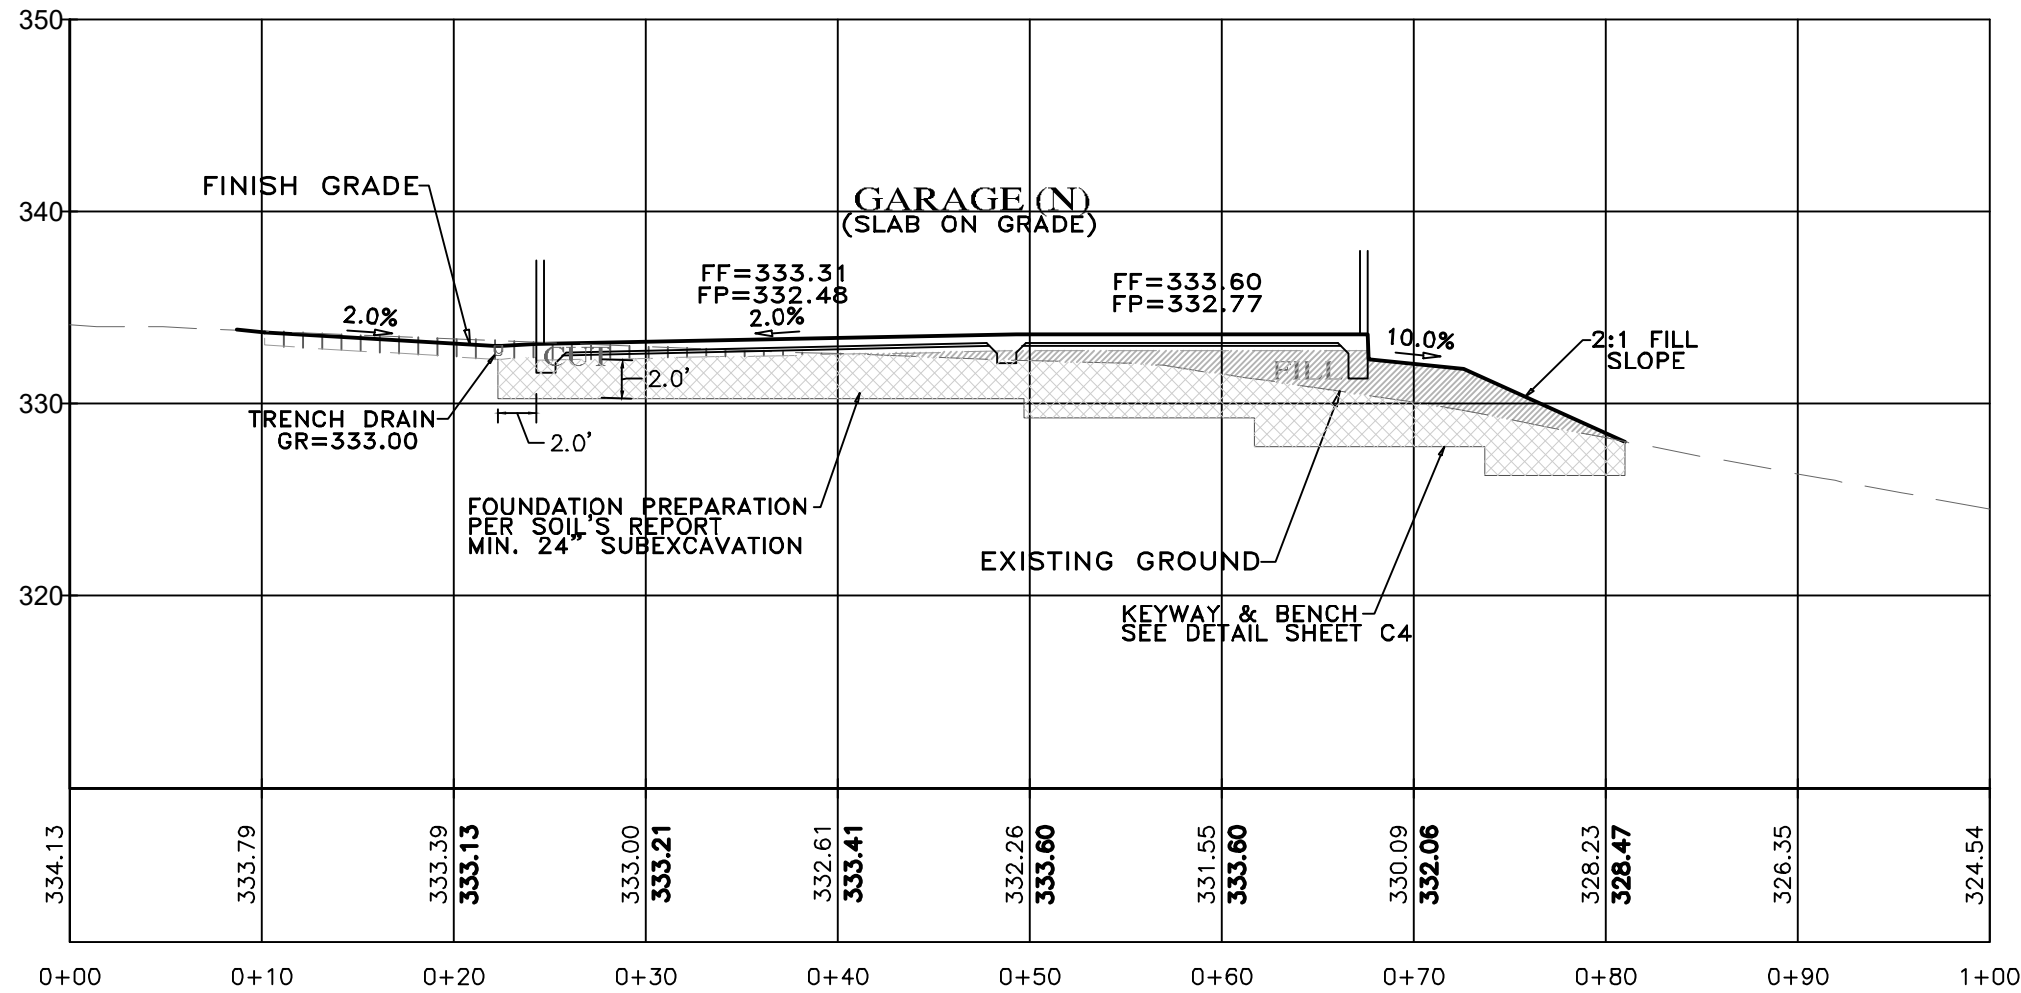 350
340
330
320
FINISH GRADE
GARAGE (N)
(SLAB ON GRADE)
FF=333.31
FP=332.48
2.0%
FF=333.60
FP=332.77
2.0%
10.0%
2:1 FILL
SLOPE
CUT
FILL
2.0'
TRENCH DRAIN
GR=333.00
2.0'
FOUNDATION PREPARATION
PER SOIL'S REPORT
MIN. 24" SUBEXCAVATION
EXISTING GROUND
KEYWAY & BENCH
SEE DETAIL SHEET C4
334.13
333.79
333.39
333.13
333.00
333.21
332.61
333.41
332.26
333.60
331.55
333.60
330.09
332.06
328.23
328.47
326.35
324.54
0+00 0+10 0+20 0+30 0+40 0+50 0+60 0+70 0+80 0+90 1+00